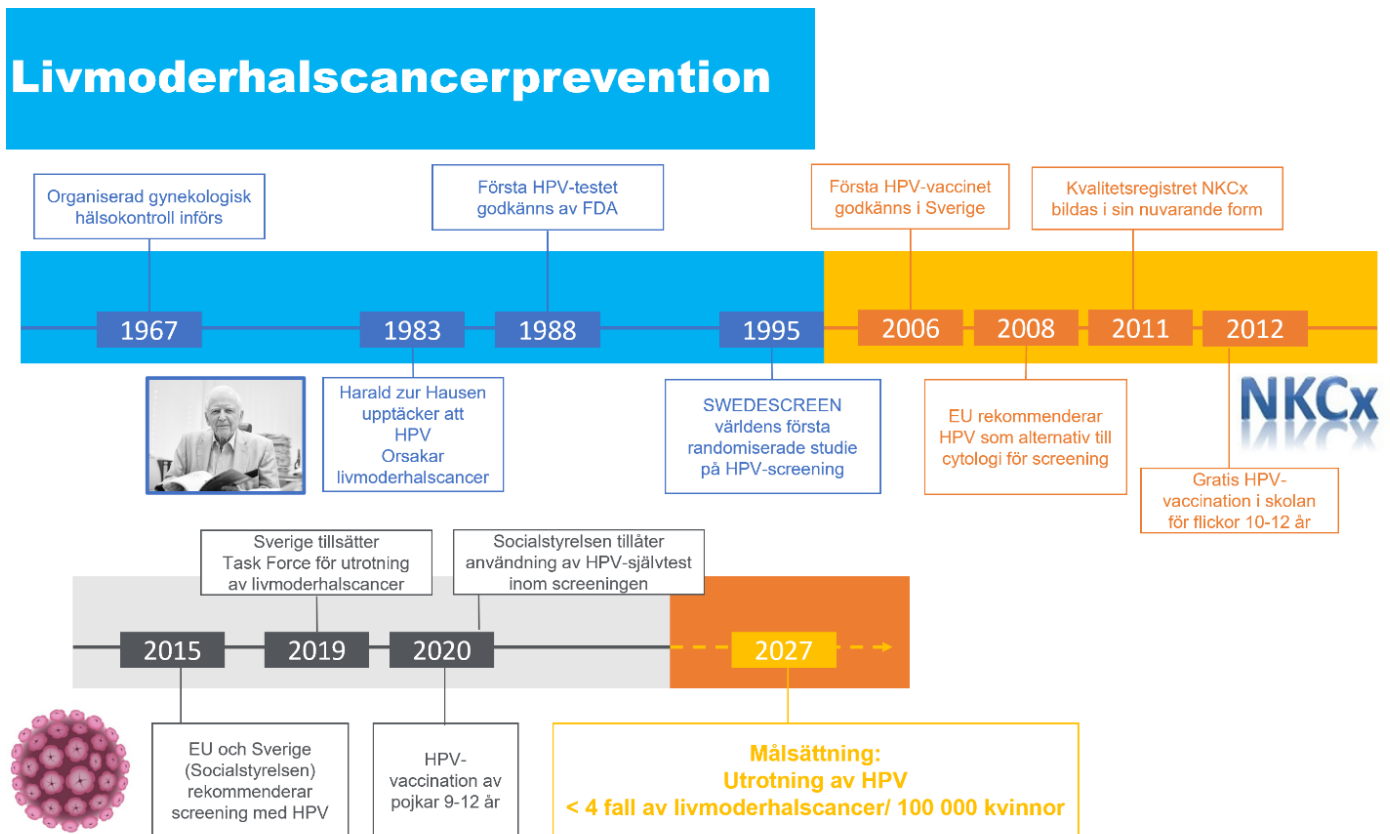 Livmoderhalscancerprevention
Organiserad gynekologisk
hälsokontroll införs
Första HPV-testet
godkänns av FDA
Första HPV-vaccinet
godkänns i Sverige
Kvalitetsregistret NKCx
bildas i sin nuvarande form
1967
1983
1988
1995
2006
2008
2011
2012
Harald zur Hausen
upptäcker att
HPV
Orsakar
livmoderhalscancer
SWEDESCREEN
världens första
randomiserade studie
på HPV-screening
EU rekommenderar
HPV som alternativ till
cytologi för screening
NKCx
Gratis HPV-
vaccination i skolan
för flickor 10-12 år
Sverige tillsätter
Task Force för utrotning
av livmoderhalscancer
Socialstyrelsen tillåter
användning av HPV-självtest
inom screeningen
2015
2019
2020
2027
EU och Sverige
(Socialstyrelsen)
rekommenderar
screening med HPV
HPV-
vaccination av
pojkar 9-12 år
Målsättning:
Utrotning av HPV
< 4 fall av livmoderhalscancer/ 100 000 kvinnor